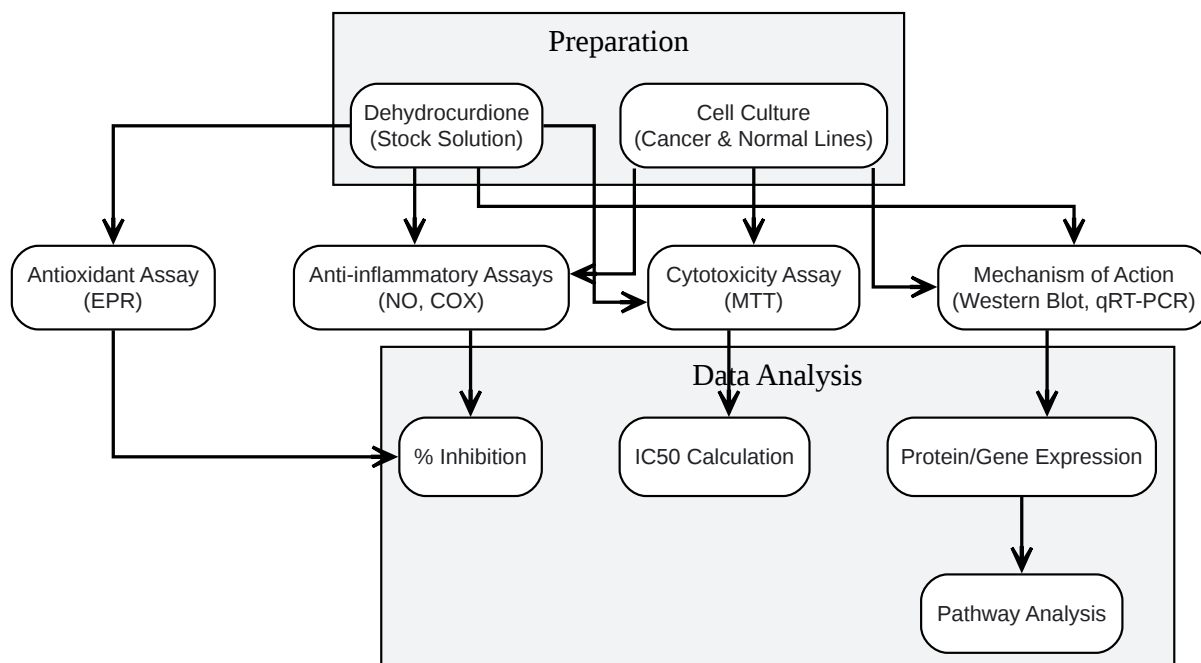 Preparation
Dehydrocurdione
(Stock Solution)
Cell Culture
(Cancer & Normal Lines)
Antioxidant Assay
(EPR)
Anti-inflammatory Assays
(NO, COX)
Cytotoxicity Assay
(MTT)
Mechanism of Action
(Western Blot, qRT-PCR)
Data Analysis
% Inhibition
IC50 Calculation
Protein/Gene Expression
Pathway Analysis